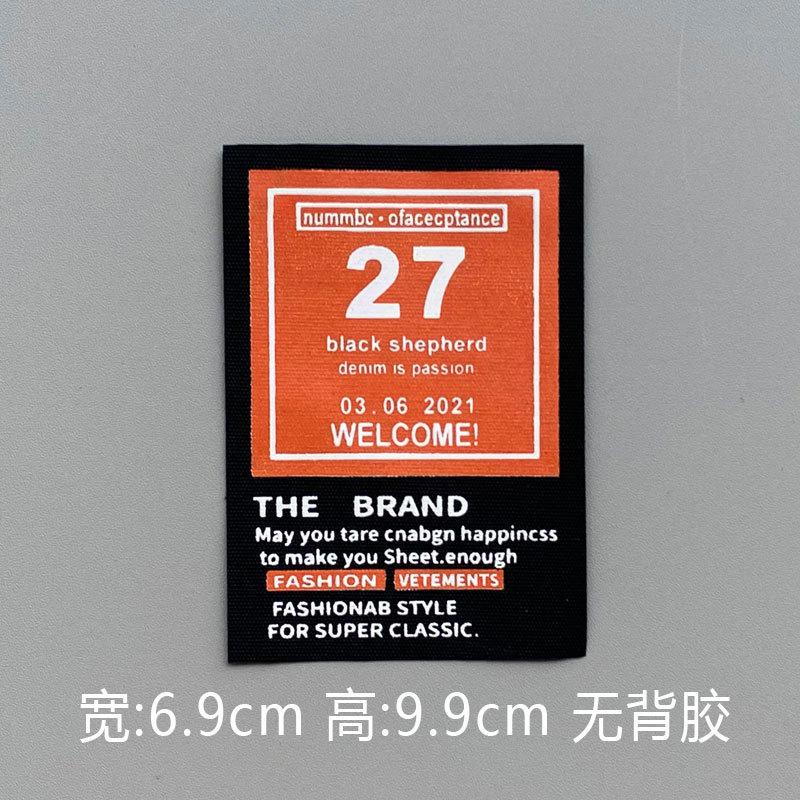 nummbc • ofacecptance
27
black shepherd
denim is passion
03.06 2021
WELCOME!
THE BRAND
May you tare cnabgn happincss
to make you Sheet.enough
FASHION VETEMENTS
FASHIONAB STYLE
FOR SUPER CLASSIC.
宽:6.9cm 高:9.9cm 无背胶